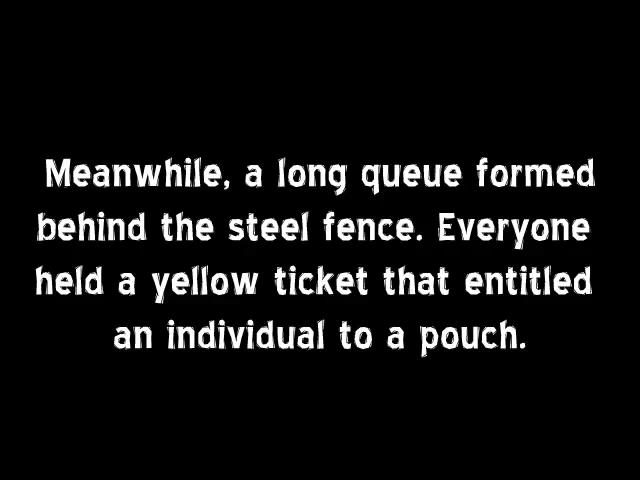 Meanwhile, a long queue formed
behind the steel fence. Everyone
held a yellow ticket that entitled
an individual to a pouch.